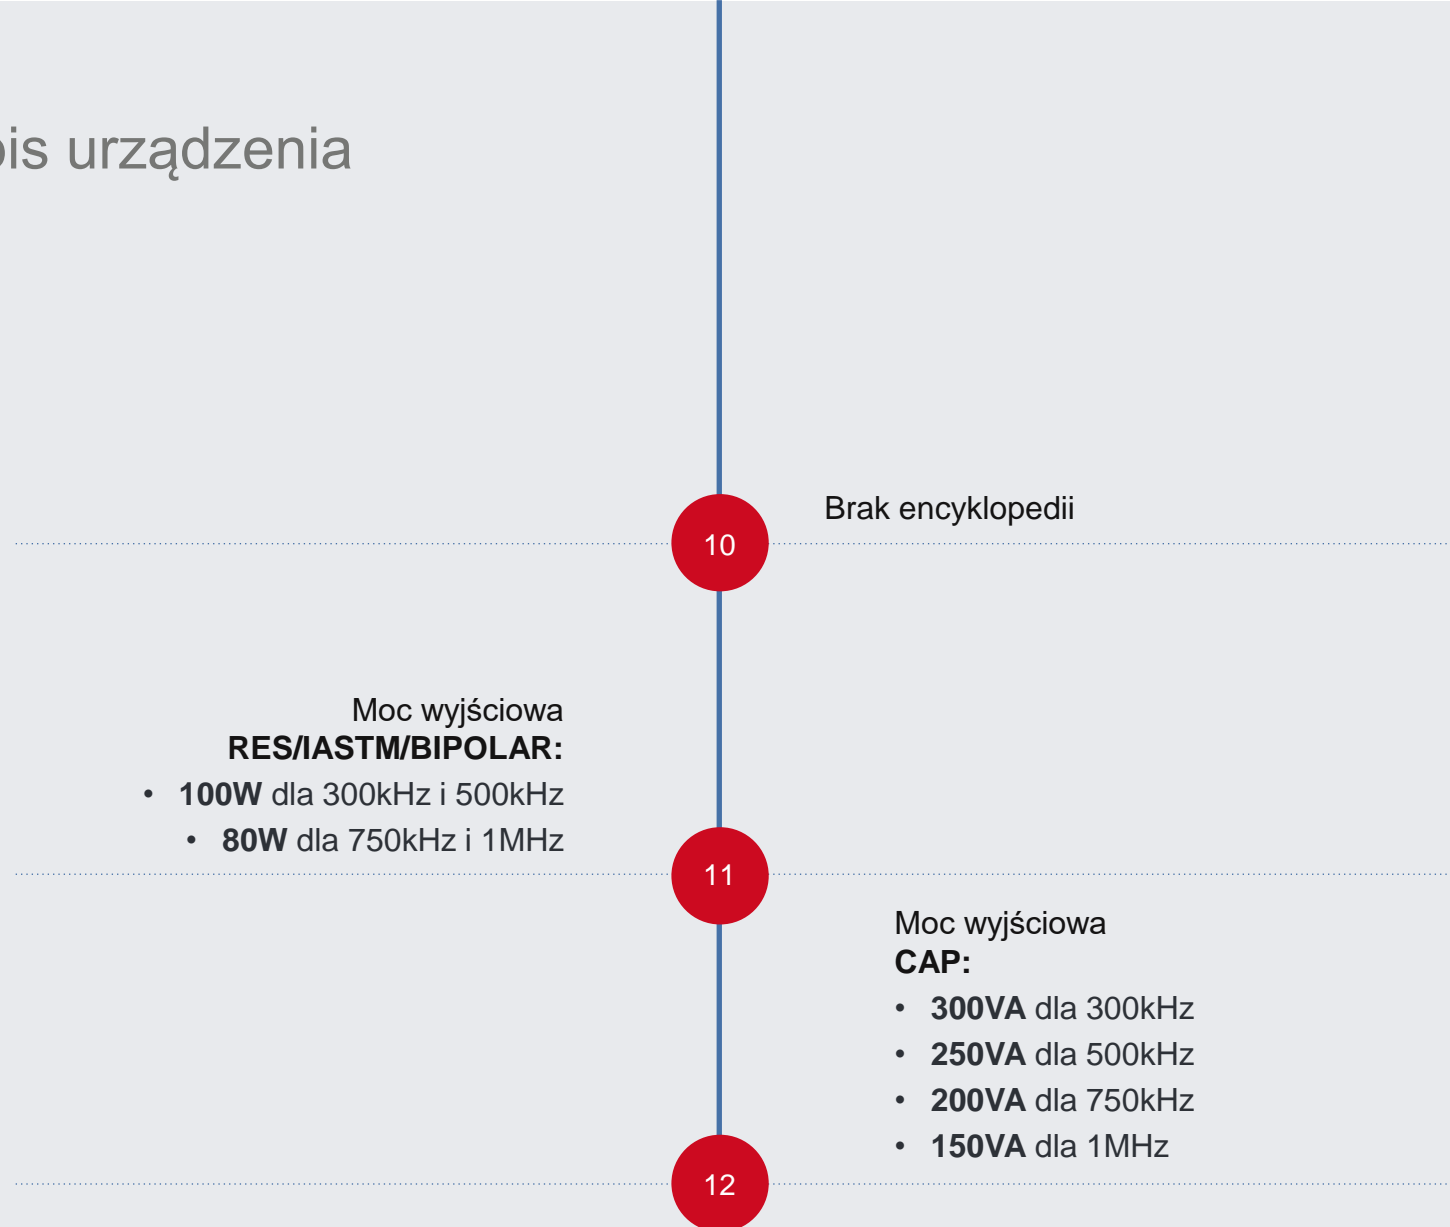 is urządzenia
Brak encyklopedii
10
Moc wyjściowa
RES/IASTM/BIPOLAR:
• 100W dla 300kHz i 500kHz
• 80W dla 750kHz i 1MHz
11
Moc wyjściowa
CAP:
• 300VA dla 300kHz
• 250VA dla 500kHz
• 200VA dla 750kHz
• 150VA dla 1MHz
12